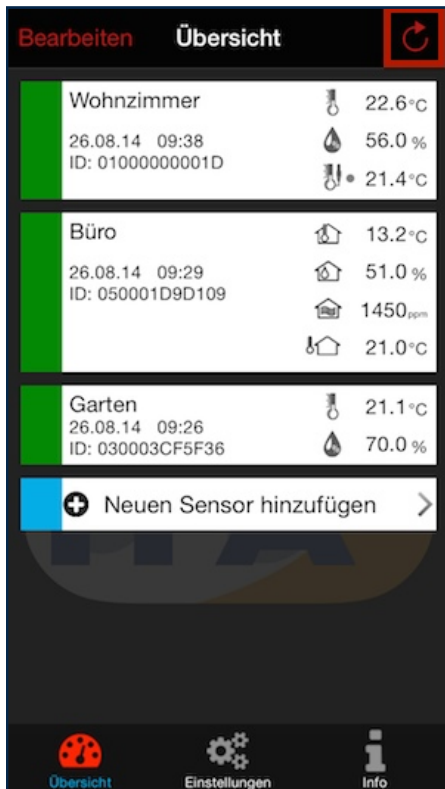 Bearbeiten Übersicht
Wohnzimmer 22.6°C
26.08.14 09:38 56.0 %
ID: 01000000001D
21.4°C
Büro 13.2°C
26.08.14 09:29 51.0 %
ID: 050001D9D109
1450 ppm
21.0°C
Garten 21.1°C
26.08.14 09:26
ID: 030003CF5F36 70.0 %
Neuen Sensor hinzufügen
Übersicht Einstellungen Info